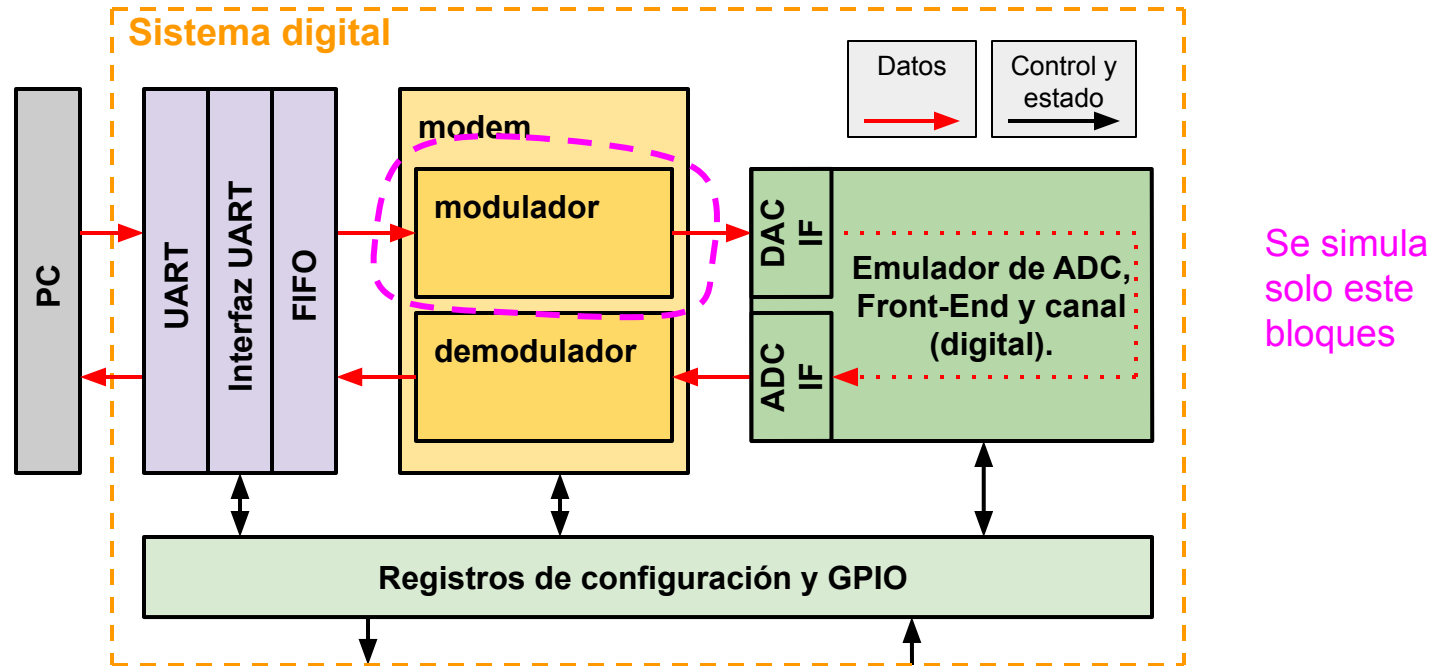 Sistema digital
Datos
Control y
estado
PC
UART
Interfaz UART
FIFO
modem
modulador
demodulador
DAC
IF
ADC
IF
Emulador de ADC,
Front-End y canal
(digital).
Se simula
solo este
bloques
Registros de configuración y GPIO